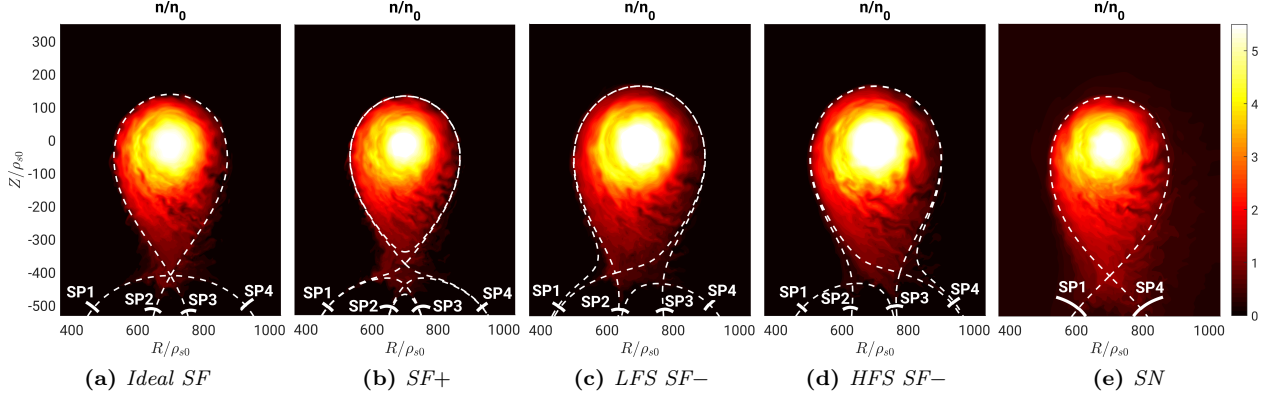 n/n₀ n/n₀ n/n₀ n/n₀ n/n₀
Z/ρₛ₀
300
200
100
0
-100
-200
-300
-400
-500
SP1 SP2 SP3 SP4
SP1 SP2 SP3 SP4
SP1 SP2 SP3 SP4
SP1 SP2 SP3 SP4
SP1 SP4
5
4
3
2
1
0
400 600 800 1000 400 600 800 1000 400 600 800 1000 400 600 800 1000 400 600 800 1000
R/ρₛ₀ R/ρₛ₀ R/ρₛ₀ R/ρₛ₀ R/ρₛ₀
(a) Ideal SF (b) SF+ (c) LFS SF− (d) HFS SF− (e) SN